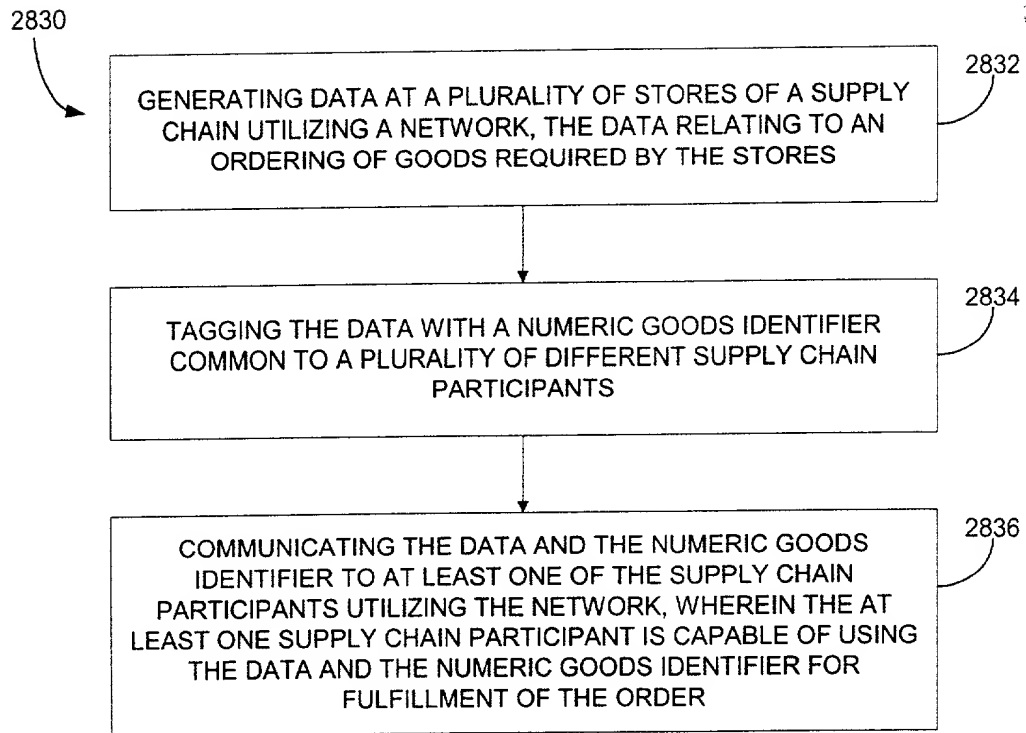 2830
2832
GENERATING DATA AT A PLURALITY OF STORES OF A SUPPLY
CHAIN UTILIZING A NETWORK, THE DATA RELATING TO AN
ORDERING OF GOODS REQUIRED BY THE STORES
2834
TAGGING THE DATA WITH A NUMERIC GOODS IDENTIFIER
COMMON TO A PLURALITY OF DIFFERENT SUPPLY CHAIN
PARTICIPANTS
2836
COMMUNICATING THE DATA AND THE NUMERIC GOODS
IDENTIFIER TO AT LEAST ONE OF THE SUPPLY CHAIN
PARTICIPANTS UTILIZING THE NETWORK, WHEREIN THE AT
LEAST ONE SUPPLY CHAIN PARTICIPANT IS CAPABLE OF USING
THE DATA AND THE NUMERIC GOODS IDENTIFIER FOR
FULFILLMENT OF THE ORDER